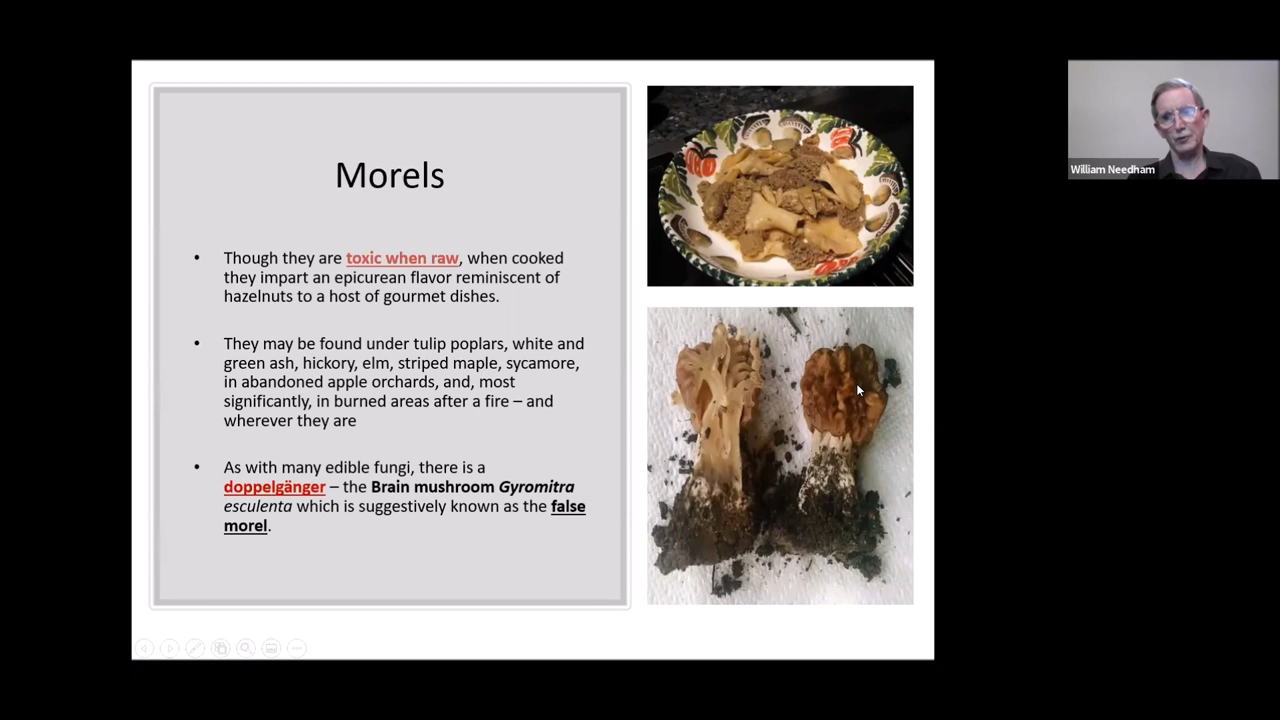 Morels
• Though they are toxic when raw, when cooked
they impart an epicurean flavor reminiscent of
hazelnuts to a host of gourmet dishes.
• They may be found under tulip poplars, white and
green ash, hickory, elm, striped maple, sycamore,
in abandoned apple orchards, and, most
significantly, in burned areas after a fire – and
wherever they are
• As with many edible fungi, there is a
doppelgänger – the Brain mushroom Gyromitra
esculenta which is suggestively known as the false
morel.
William Needham